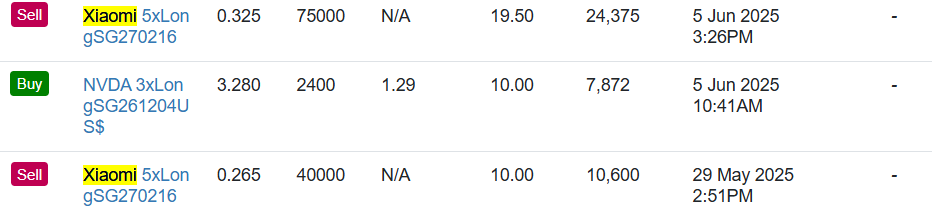 Sell Xiaomi 5xLon 0.325 75000 N/A 19.50 24,375 5 Jun 2025 -
gSG270216 3:26PM
Buy NVDA 3xLon 3.280 2400 1.29 10.00 7,872 5 Jun 2025 -
gSG261204U 10:41AM
S$
Sell Xiaomi 5xLon 0.265 40000 N/A 10.00 10,600 29 May 2025 -
gSG270216 2:51PM